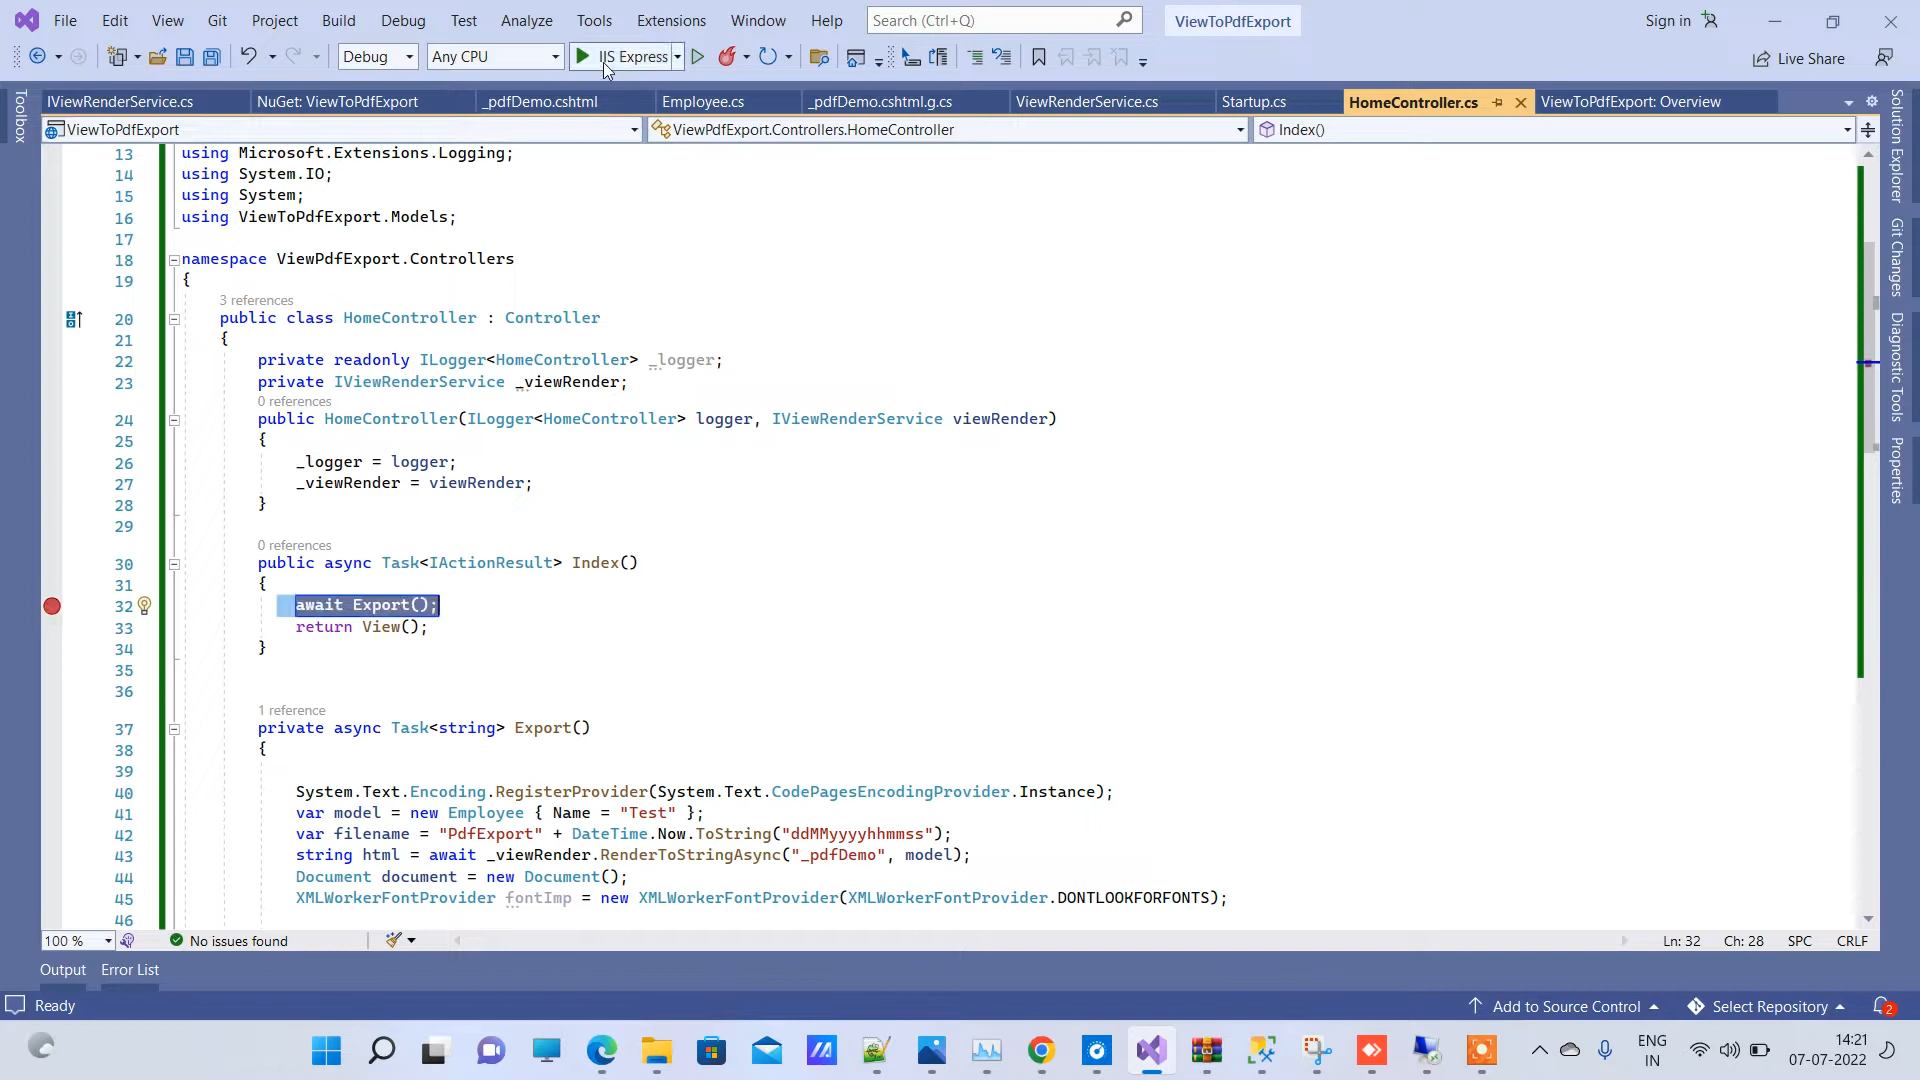 File Edit View Git Project Build Debug Test Analyze Tools Extensions Window Help Search (Ctrl+Q) ViewToPdfExport Sign in
Debug Any CPU IIS Express Live Share
IViewRenderService.cs NuGet: ViewToPdfExport _pdfDemo.cshtml Employee.cs _pdfDemo.cshtml.g.cs ViewRenderService.cs Startup.cs HomeController.cs ViewToPdfExport: Overview
ViewToPdfExport ViewPdfExport.Controllers.HomeController Index()
Toolbox
Solution Explorer
Git Changes
Diagnostic Tools
Properties
13 using Microsoft.Extensions.Logging;
14 using System.IO;
15 using System;
16 using ViewToPdfExport.Models;
17
18 namespace ViewPdfExport.Controllers
19 {
3 references
20 public class HomeController : Controller
21 {
22 private readonly ILogger<HomeController> _logger;
23 private IViewRenderService _viewRender;
0 references
24 public HomeController(ILogger<HomeController> logger, IViewRenderService viewRender)
25 {
26 _logger = logger;
27 _viewRender = viewRender;
28 }
29
0 references
30 public async Task<IActionResult> Index()
31 {
32 await Export();
33 return View();
34 }
35
36
1 reference
37 private async Task<string> Export()
38 {
39
40 System.Text.Encoding.RegisterProvider(System.Text.CodePagesEncodingProvider.Instance);
41 var model = new Employee { Name = "Test" };
42 var filename = "PdfExport" + DateTime.Now.ToString("ddMMyyyyhhmmss");
43 string html = await _viewRender.RenderToStringAsync("_pdfDemo", model);
44 Document document = new Document();
45 XMLWorkerFontProvider fontImp = new XMLWorkerFontProvider(XMLWorkerFontProvider.DONTLOOKFORFONTS);
46
100 % No issues found Ln: 32 Ch: 28 SPC CRLF
Output Error List
Ready Add to Source Control Select Repository 2
ENG 14:21
IN 07-07-2022